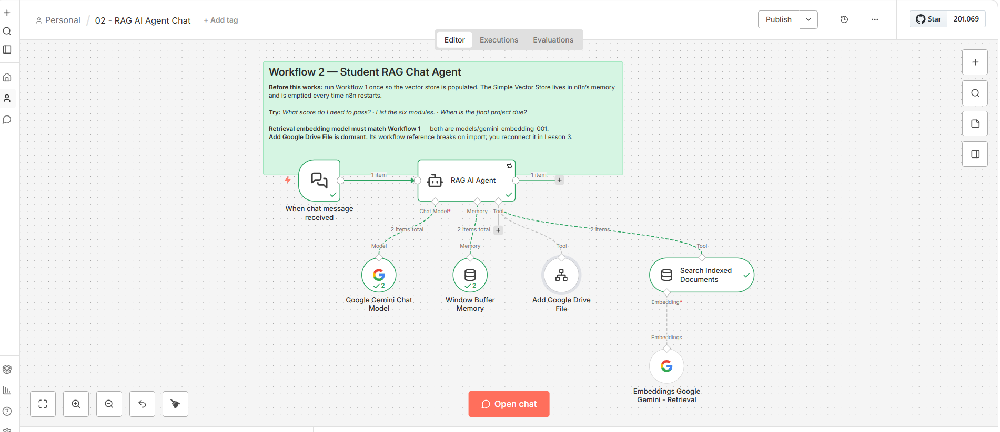 Personal / 02 - RAG AI Agent Chat + Add tag
Publish
Star 201,069
Editor Executions Evaluations
Workflow 2 — Student RAG Chat Agent
Before this works: run Workflow 1 once so the vector store is populated. The Simple Vector Store lives in n8n’s memory
and is emptied every time n8n restarts.
Try: What score do I need to pass? · List the six modules. · When is the final project due?
Retrieval embedding model must match Workflow 1 — both are models/gemini-embedding-001.
Add Google Drive File is dormant. Its workflow reference breaks on import; you reconnect it in Lesson 3.
1 item
RAG AI Agent
1 item
When chat message
received
Chat Model* Memory Tool
2 items total
2 items total
2 items
Model
Memory
Tool
Tool
2
Google Gemini Chat
Model
2
Window Buffer
Memory
Add Google Drive
File
Search Indexed
Documents
Embedding*
Embeddings
Embeddings Google
Gemini - Retrieval
Open chat